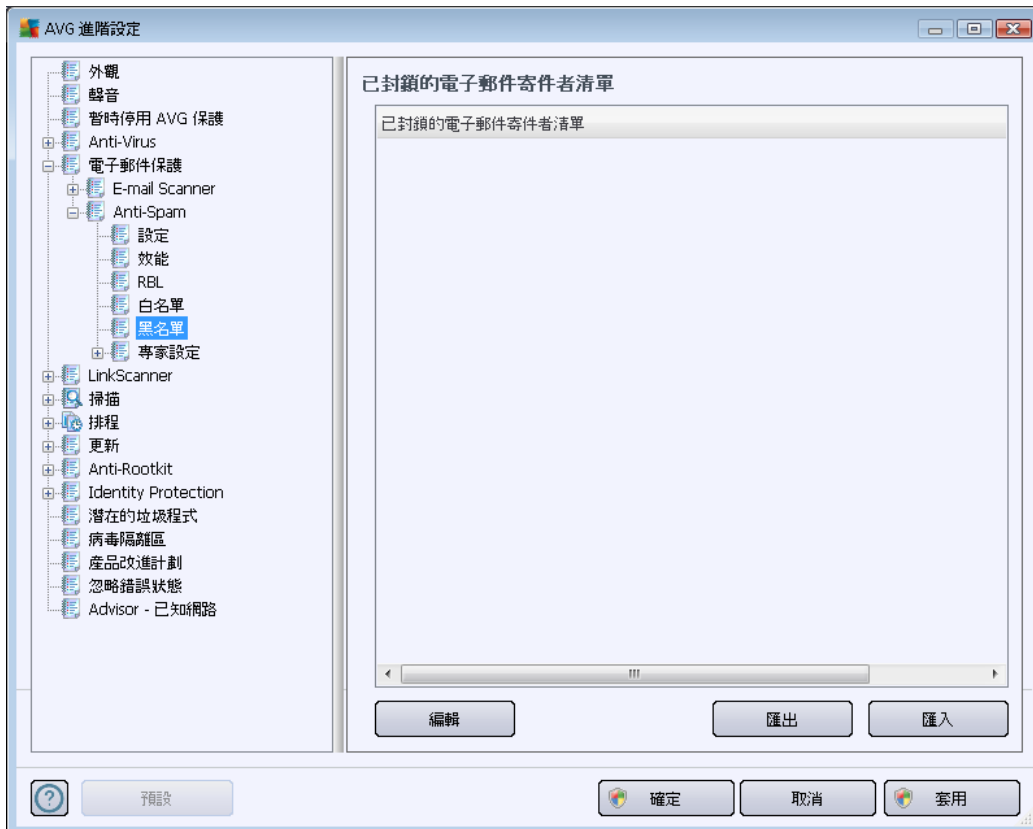 AVG 進階設定
外觀
聲音
暫時停用 AVG 保護
Anti-Virus
電子郵件保護
E-mail Scanner
Anti-Spam
設定
效能
RBL
白名單
黑名單
專家設定
LinkScanner
掃描
排程
更新
Anti-Rootkit
Identity Protection
潛在的垃圾程式
病毒隔離區
產品改進計劃
忽略錯誤狀態
Advisor - 已知網路
已封鎖的電子郵件寄件者清單
已封鎖的電子郵件寄件者清單
編輯
匯出
匯入
預設
確定
取消
套用